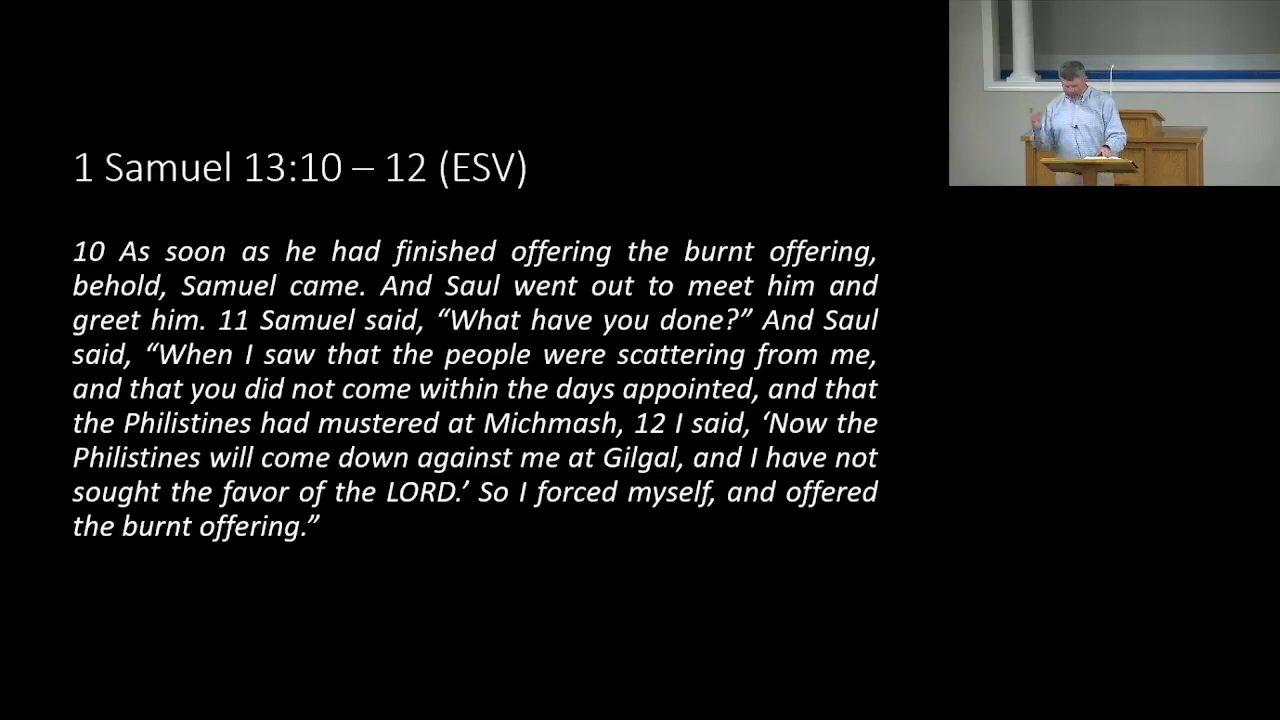 1 Samuel 13:10 – 12 (ESV)
10 As soon as he had finished offering the burnt offering,
behold, Samuel came. And Saul went out to meet him and
greet him. 11 Samuel said, “What have you done?” And Saul
said, “When I saw that the people were scattering from me,
and that you did not come within the days appointed, and that
the Philistines had mustered at Michmash, 12 I said, ‘Now the
Philistines will come down against me at Gilgal, and I have not
sought the favor of the LORD.’ So I forced myself, and offered
the burnt offering.”